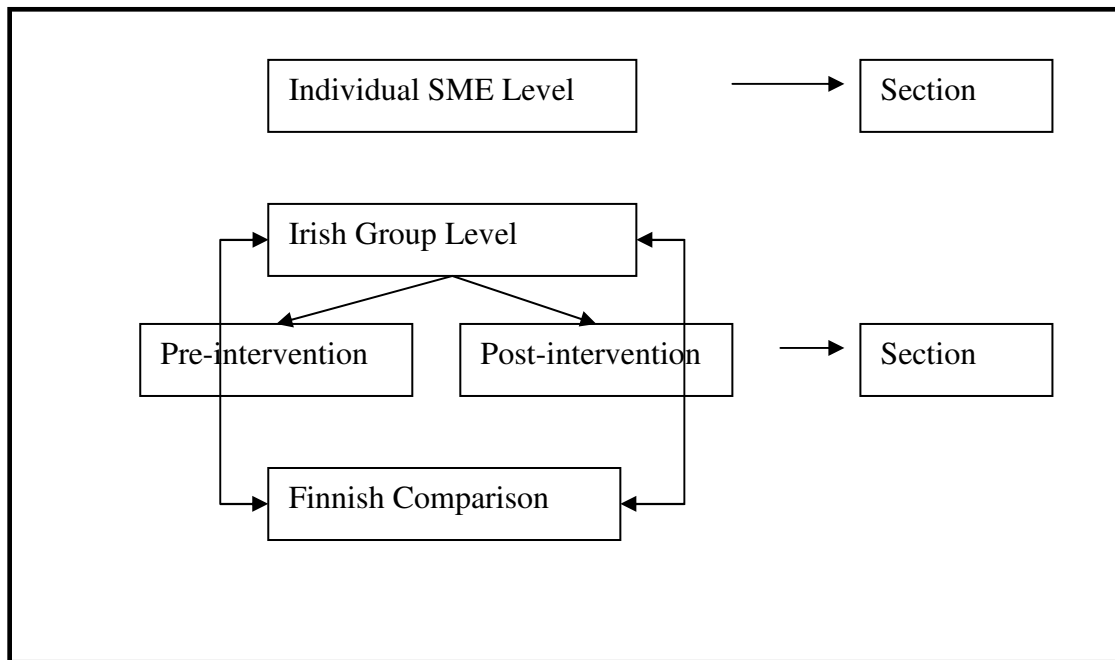 Individual SME Level
Section
Irish Group Level
Pre-intervention
Post-intervention
Section
Finnish Comparison